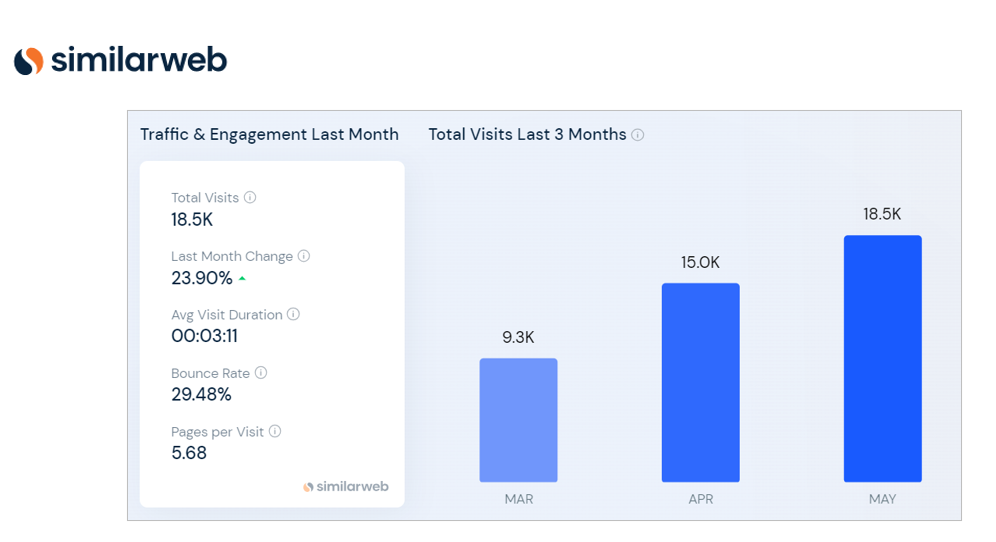 similarweb
Traffic & Engagement Last Month
Total Visits Last 3 Months
Total Visits
18.5K
Last Month Change
23.90%
Avg Visit Duration
00:03:11
Bounce Rate
29.48%
Pages per Visit
5.68
similarweb
9.3K
15.0K
18.5K
MAR
APR
MAY